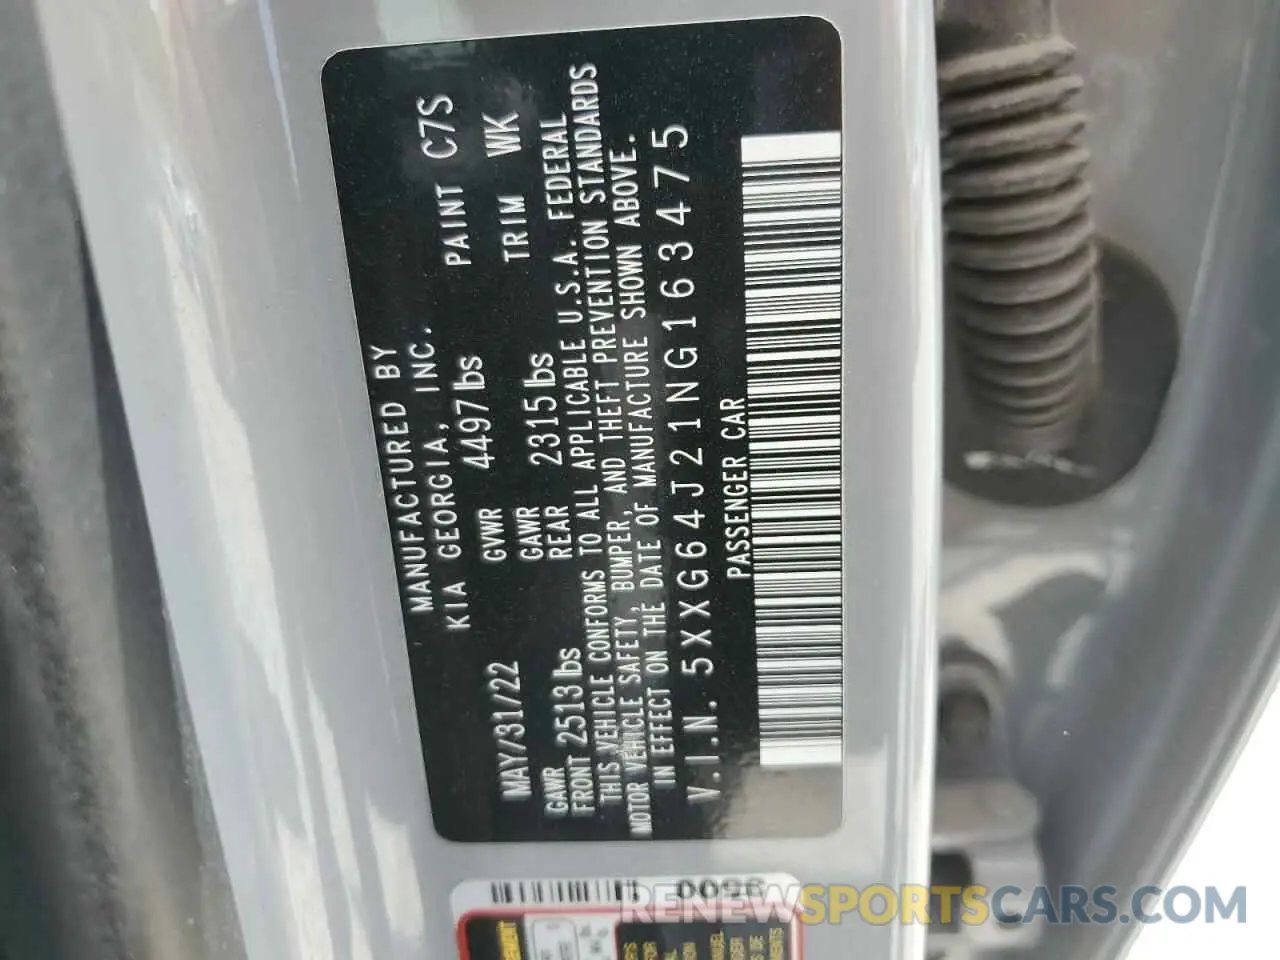 MANUFACTURED BY
KIA GEORGIA, INC.
MAY/31/22 GVWR 4497 lbs PAINT C7S
GAWR FRONT 2513 lbs GAWR REAR 2315 lbs TRIM WK
THIS VEHICLE CONFORMS TO ALL APPLICABLE U.S.A. FEDERAL
MOTOR VEHICLE SAFETY, BUMPER, AND THEFT PREVENTION STANDARDS
IN EFFECT ON THE DATE OF MANUFACTURE SHOWN ABOVE.
V.I.N. 5XXG64J21NG163475
PASSENGER CAR
RENEWSPORTSCARS.COM